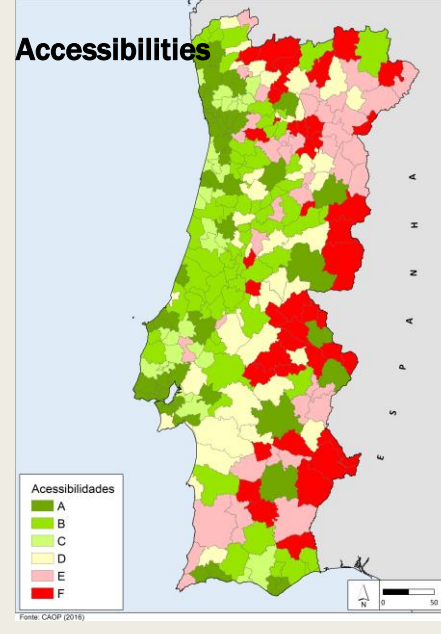 Accessibilities
E S P A N H A
Acessibilidades
A
B
C
D
E
F
N
0 50
Fonte: CAOP (2016)